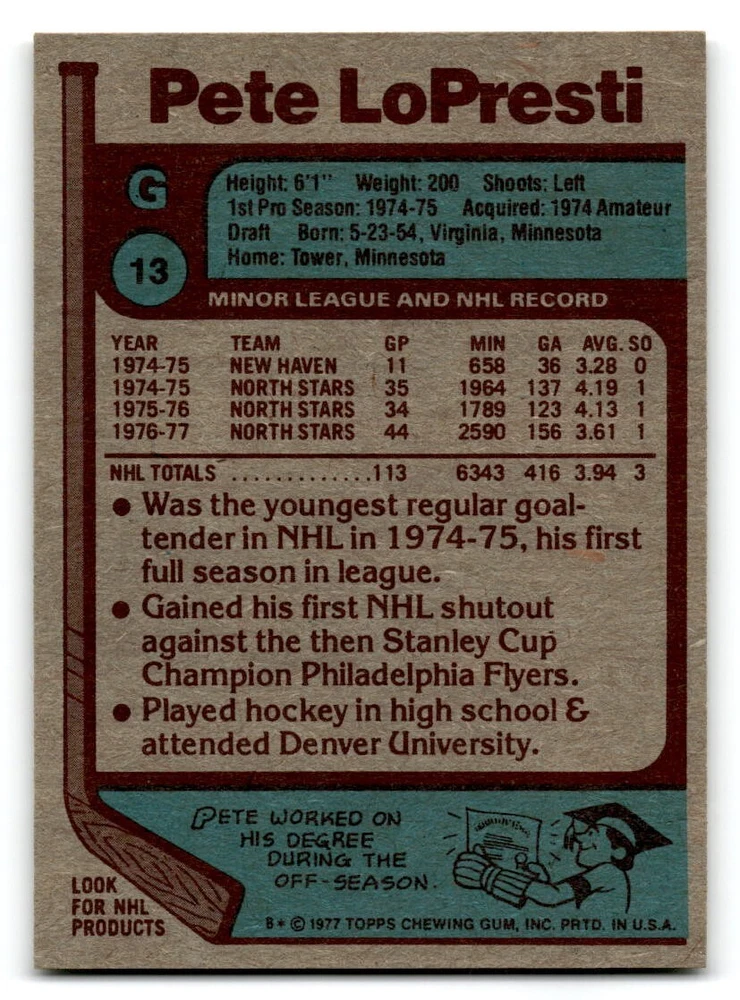 Pete LoPresti
G
13
Height: 6'1" Weight: 200 Shoots: Left
1st Pro Season: 1974-75 Acquired: 1974 Amateur
Draft Born: 5-23-54, Virginia, Minnesota
Home: Tower, Minnesota
MINOR LEAGUE AND NHL RECORD
YEAR TEAM GP MIN GA AVG. SO
1974-75 NEW HAVEN 11 658 36 3.28 0
1974-75 NORTH STARS 35 1964 137 4.19 1
1975-76 NORTH STARS 34 1789 123 4.13 1
1976-77 NORTH STARS 44 2590 156 3.61 1
NHL TOTALS .............113 6343 416 3.94 3
• Was the youngest regular goal-
tender in NHL in 1974-75, his first
full season in league.
• Gained his first NHL shutout
against the then Stanley Cup
Champion Philadelphia Flyers.
• Played hockey in high school &
attended Denver University.
PETE WORKED ON
HIS DEGREE
DURING THE
OFF-SEASON.
LOOK
FOR NHL
PRODUCTS
B* © 1977 TOPPS CHEWING GUM, INC. PRTD. IN U.S.A.